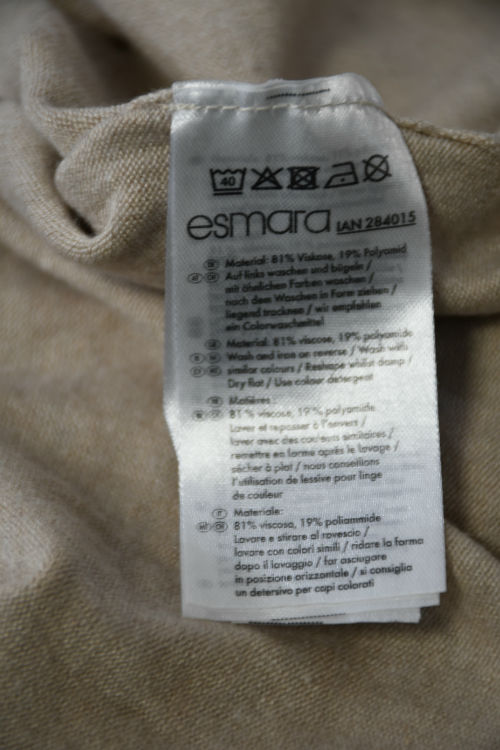 40
esmara IAN 284015
Material: 81% Viskose, 19% Polyamid
Auf links waschen und bügeln /
mit ähnlichen Farben waschen /
nach dem Waschen in Form ziehen /
liegend trocknen / wir empfehlen
ein Colorwaschmittel
Material: 81% viscose, 19% polyamide
Wash and iron on reverse / Wash with
similar colours / Reshape whilst damp /
Dry flat / Use colour detergent
Matières:
81% viscose, 19% polyamide
Laver et repasser à l'envers /
laver avec des couleurs similaires /
remettre en forme après le lavage /
sécher à plat / nous conseillons
l'utilisation de lessive pour linge
de couleur
Materiale:
81% viscosa, 19% poliammide
Lavare e stirare al rovescio /
lavare con colori simili / ridare la forma
dopo il lavaggio / far asciugare
in posizione orizzontale / si consiglia
un detersivo per capi colorati